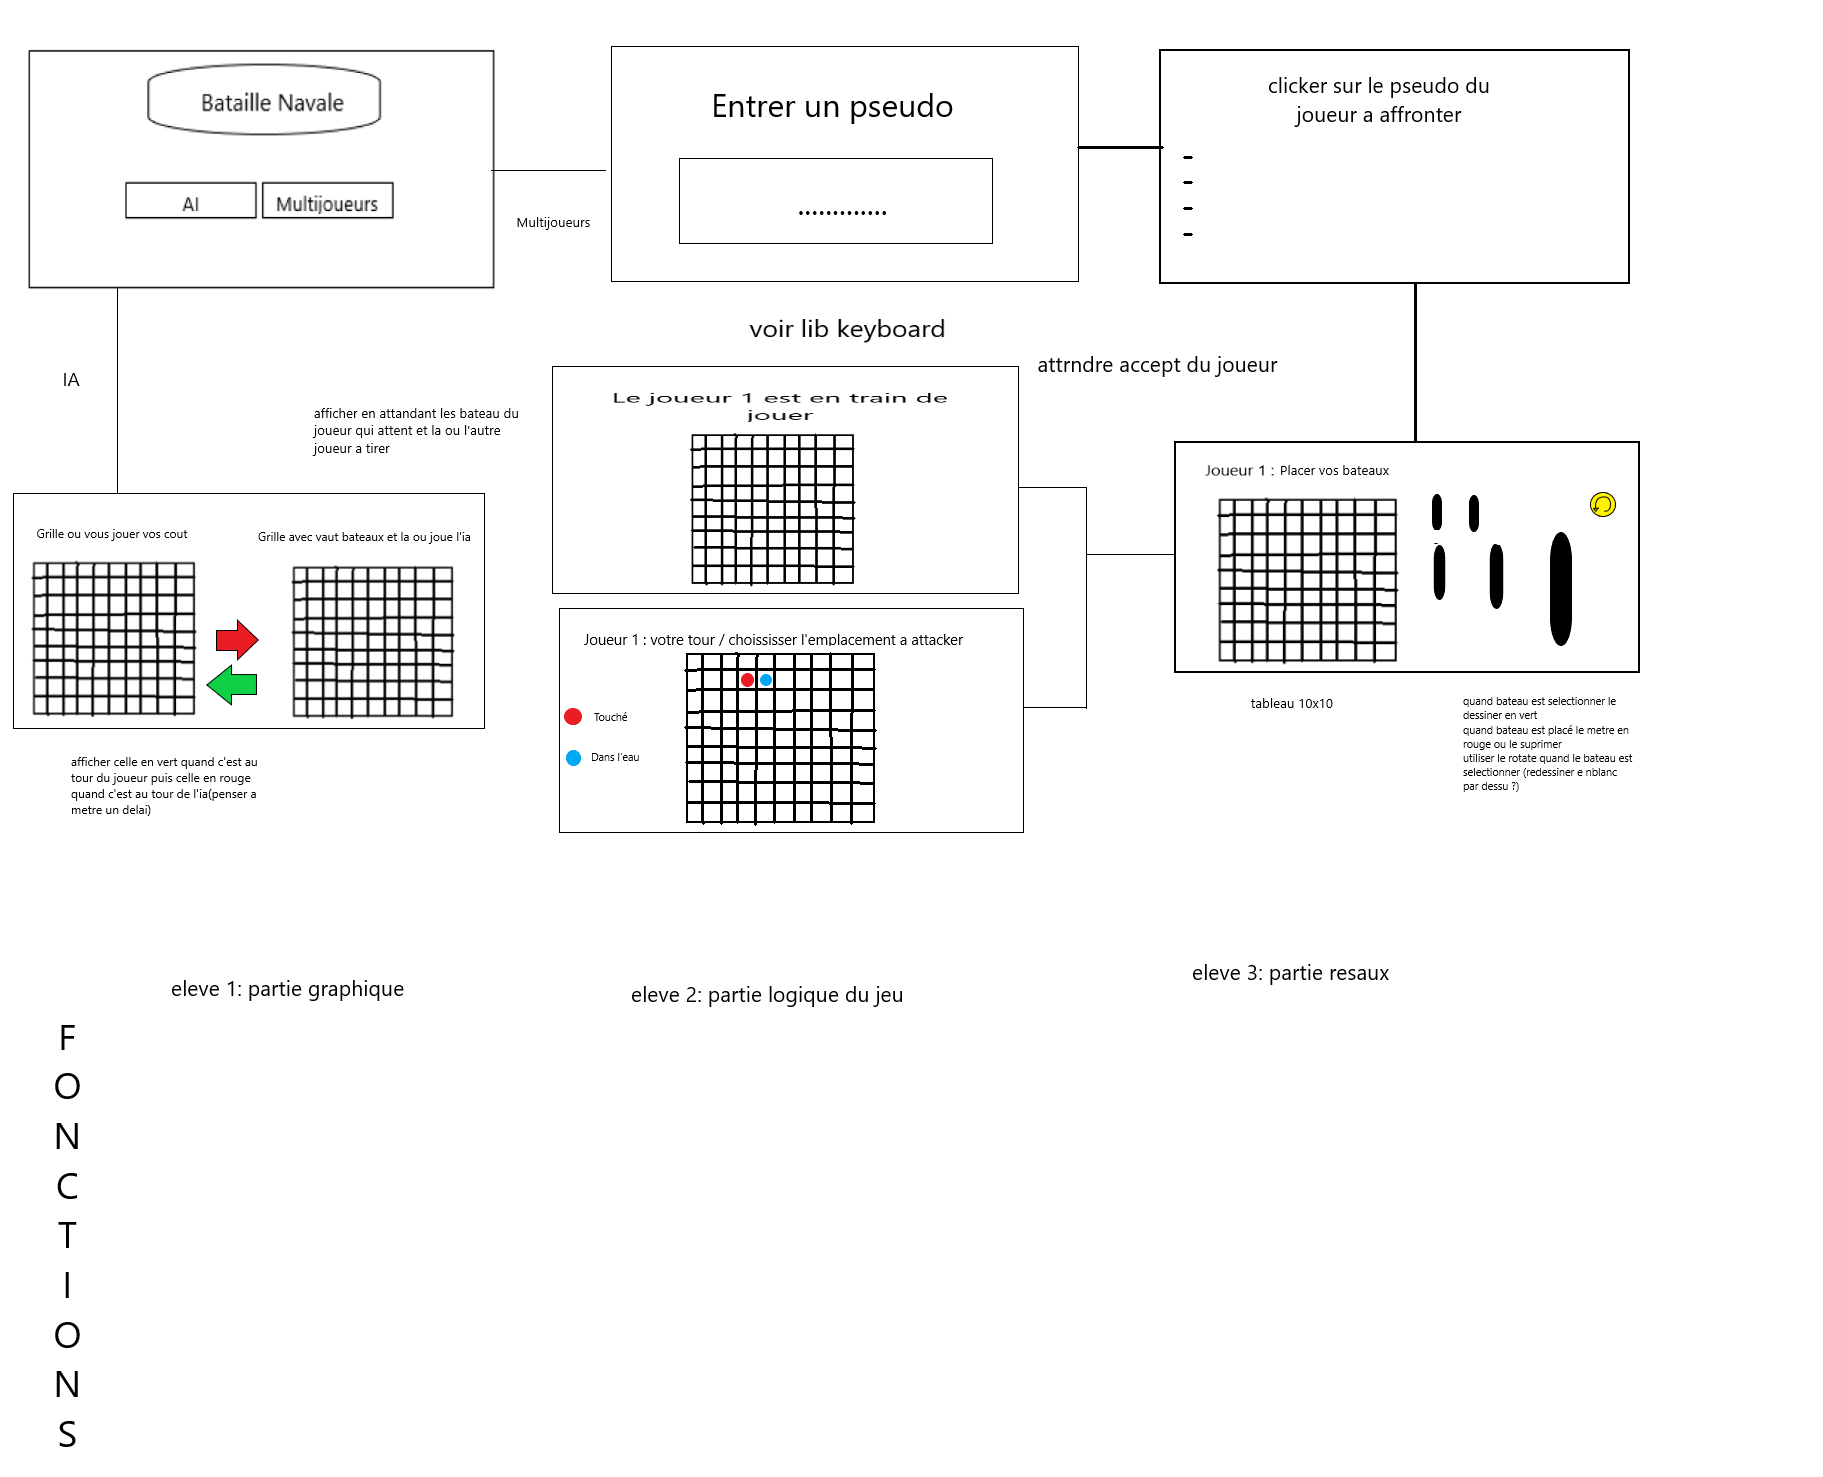 Bataille Navale
AI
Multijoueurs
Multijoueurs
Entrer un pseudo
.............
clicker sur le pseudo du
joueur a affronter
-
-
-
-
voir lib keyboard
attrndre accept du joueur
IA
afficher en attandant les bateau du
joueur qui attent et la ou l'autre
joueur a tirer
Le joueur 1 est en train de
jouer
Joueur 1 : Placer vos bateaux
Grille ou vous jouer vos cout
Grille avec vaut bateaux et la ou joue l'ia
Joueur 1 : votre tour / choississer l'emplacement a attacker
Touché
Dans l'eau
tableau 10x10
quand bateau est selectionner le
dessiner en vert
quand bateau est placé le metre en
rouge ou le suprimer
utiliser le rotate quand le bateau est
selectionner (redessiner e nblanc
par dessu ?)
afficher celle en vert quand c'est au
tour du joueur puis celle en rouge
quand c'est au tour de l'ia(penser a
metre un delai)
eleve 1: partie graphique
eleve 2: partie logique du jeu
eleve 3: partie resaux
F
O
N
C
T
I
O
N
S